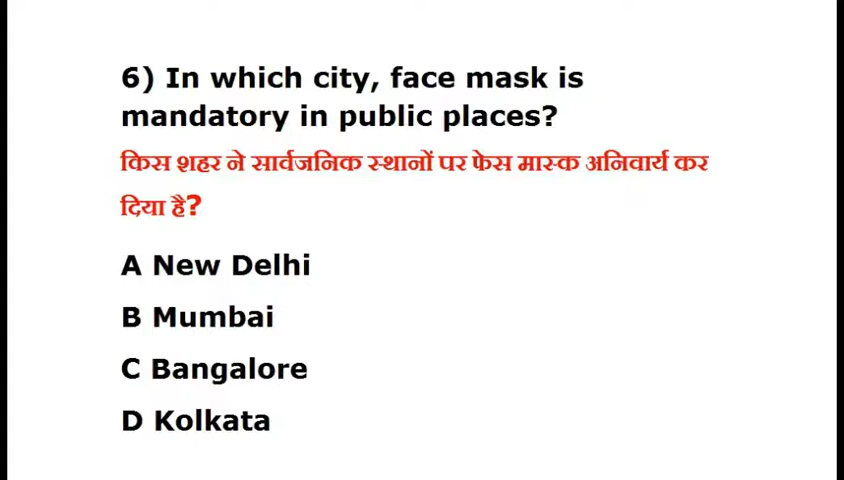 6) In which city, face mask is
mandatory in public places?
किस शहर ने सार्वजनिक स्थानों पर फेस मास्क अनिवार्य कर
दिया है?
A New Delhi
B Mumbai
C Bangalore
D Kolkata